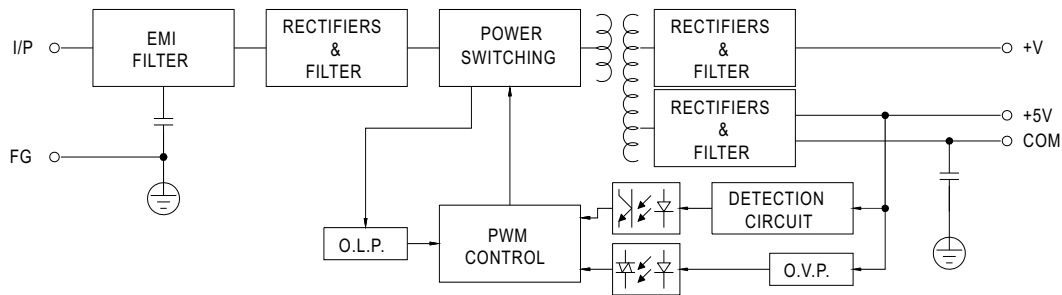 I/P
EMI
FILTER
RECTIFIERS
&
FILTER
POWER
SWITCHING
RECTIFIERS
&
FILTER
+V
RECTIFIERS
&
FILTER
+5V
COM
FG
DETECTION
CIRCUIT
O.L.P.
PWM
CONTROL
O.V.P.